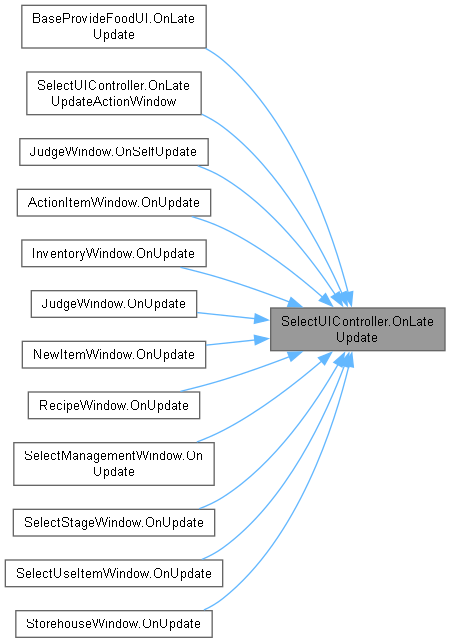 BaseProvideFoodUI.OnLate
Update
SelectUIController.OnLate
UpdateActionWindow
JudgeWindow.OnSelfUpdate
ActionItemWindow.OnUpdate
InventoryWindow.OnUpdate
JudgeWindow.OnUpdate
SelectUIController.OnLate
Update
NewItemWindow.OnUpdate
RecipeWindow.OnUpdate
SelectManagementWindow.On
Update
SelectStageWindow.OnUpdate
SelectUseItemWindow.OnUpdate
StorehouseWindow.OnUpdate